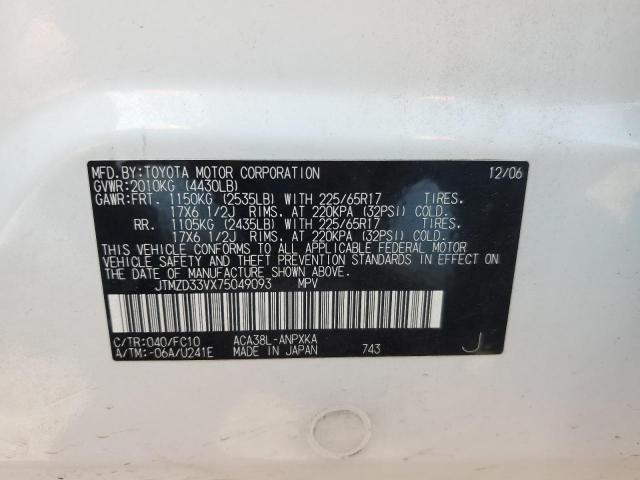 MFD.BY:TOYOTA MOTOR CORPORATION 12/06
GVWR:2010KG (4430LB)
GAWR:FRT. 1150KG (2535LB) WITH 225/65R17 TIRES.
17X6 1/2J RIMS. AT 220KPA (32PSI) COLD.
RR. 1105KG (2435LB) WITH 225/65R17 TIRES.
17X6 1/2J RIMS. AT 220KPA (32PSI) COLD.
THIS VEHICLE CONFORMS TO ALL APPLICABLE FEDERAL MOTOR
VEHICLE SAFETY AND THEFT PREVENTION STANDARDS IN EFFECT
ON THE DATE OF MANUFACTURE SHOWN ABOVE.
JTMZD33VX75049093 MPV
C/TR:040/FC10 ACA38L-ANPXKA
A/TM:-06A/U241E MADE IN JAPAN 743 J